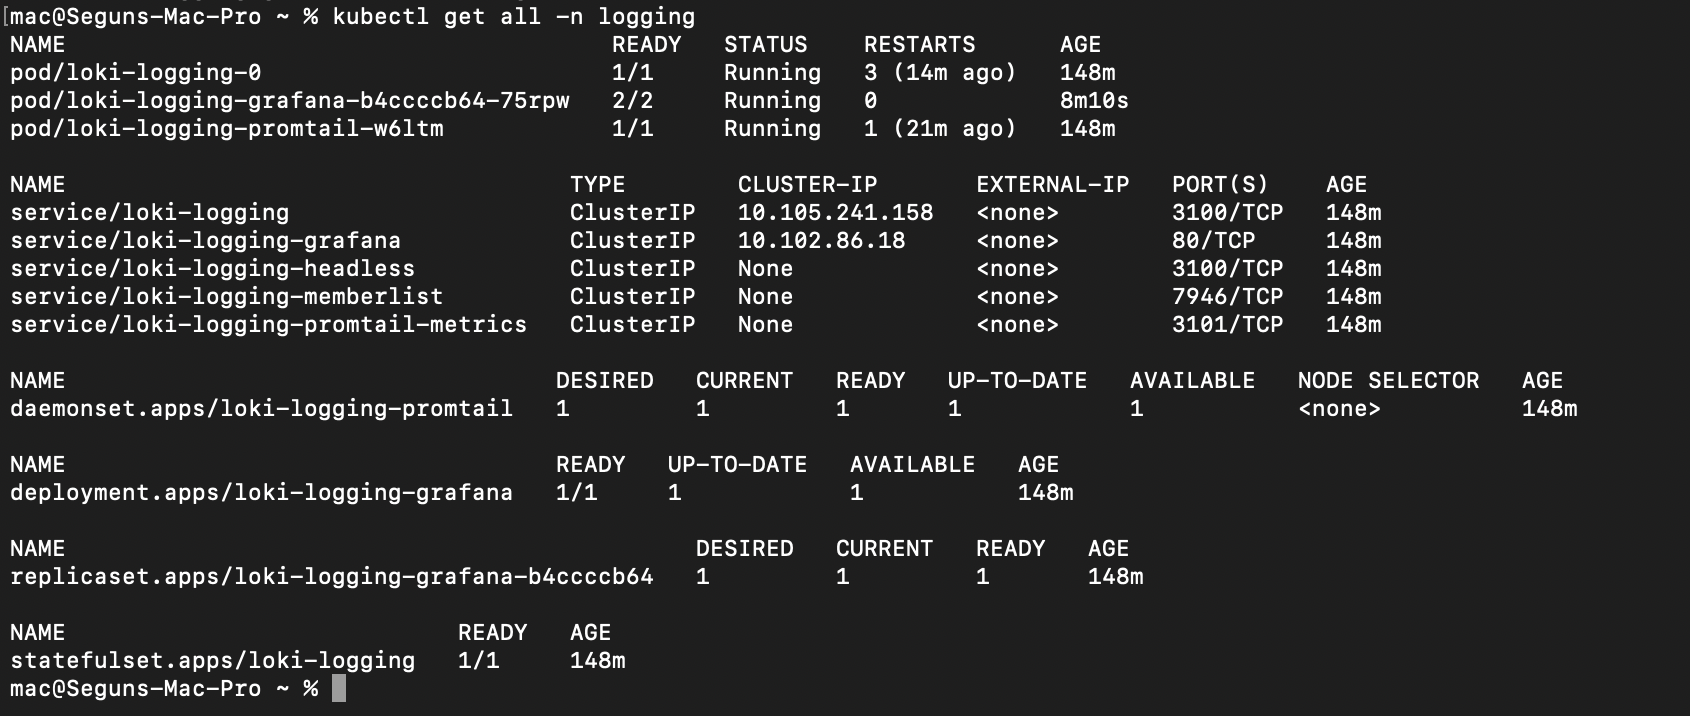 [mac@Seguns-Mac-Pro ~ % kubectl get all -n logging
NAME                                       READY   STATUS    RESTARTS      AGE
pod/loki-logging-0                         1/1     Running   3 (14m ago)   148m
pod/loki-logging-grafana-b4ccccb64-75rpw   2/2     Running   0             8m10s
pod/loki-logging-promtail-w6ltm            1/1     Running   1 (21m ago)   148m

NAME                                    TYPE        CLUSTER-IP       EXTERNAL-IP   PORT(S)    AGE
service/loki-logging                    ClusterIP   10.105.241.158   <none>        3100/TCP   148m
service/loki-logging-grafana            ClusterIP   10.102.86.18     <none>        80/TCP     148m
service/loki-logging-headless           ClusterIP   None             <none>        3100/TCP   148m
service/loki-logging-memberlist         ClusterIP   None             <none>        7946/TCP   148m
service/loki-logging-promtail-metrics   ClusterIP   None             <none>        3101/TCP   148m

NAME                                   DESIRED   CURRENT   READY   UP-TO-DATE   AVAILABLE   NODE SELECTOR   AGE
daemonset.apps/loki-logging-promtail   1         1         1       1            1           <none>          148m

NAME                                   READY   UP-TO-DATE   AVAILABLE   AGE
deployment.apps/loki-logging-grafana   1/1     1            1           148m

NAME                                             DESIRED   CURRENT   READY   AGE
replicaset.apps/loki-logging-grafana-b4ccccb64   1         1         1       148m

NAME                            READY   AGE
statefulset.apps/loki-logging   1/1     148m
mac@Seguns-Mac-Pro ~ %